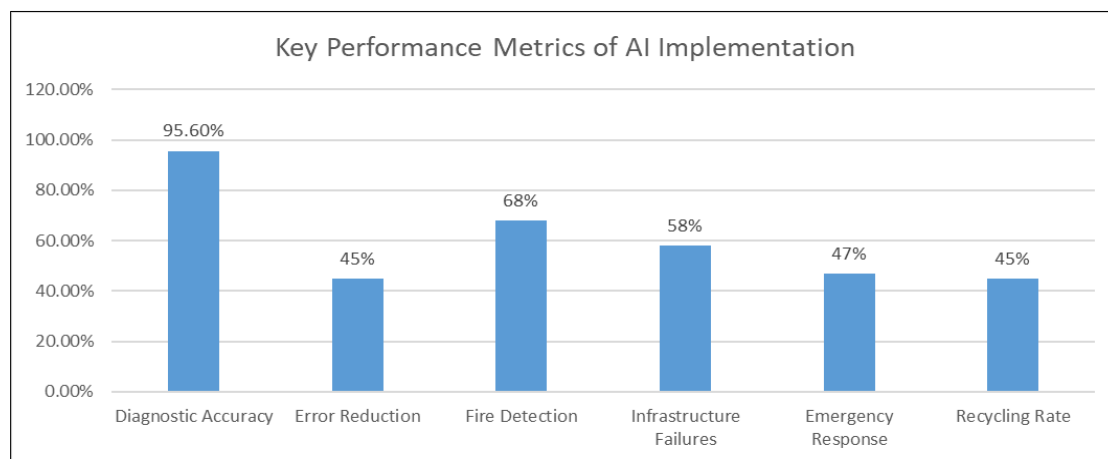 Key Performance Metrics of AI Implementation
120.00%
100.00%
80.00%
60.00%
40.00%
20.00%
0.00%
95.60%
45%
68%
58%
47%
45%
Diagnostic Accuracy
Error Reduction
Fire Detection
Infrastructure
Failures
Emergency
Response
Recycling Rate